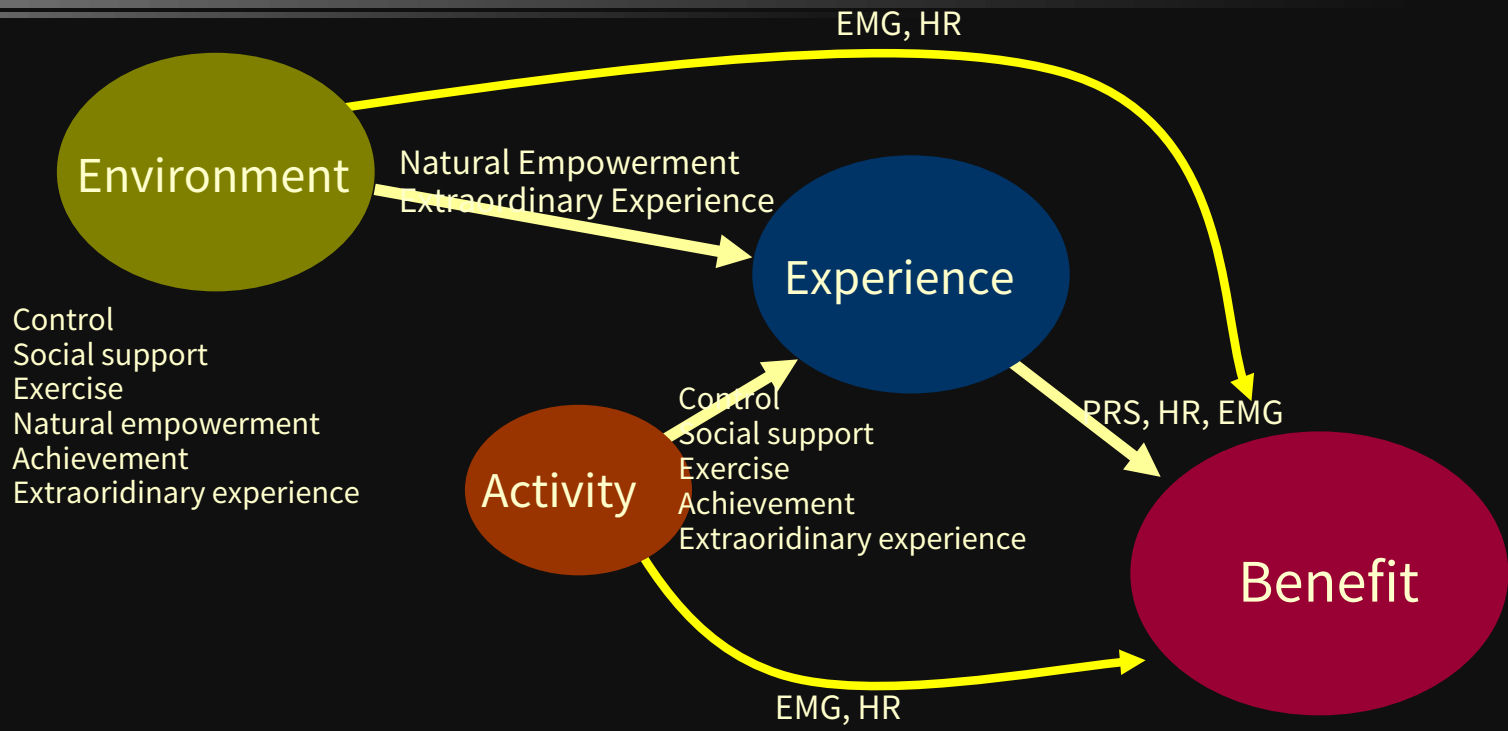 EMG, HR
Environment
Natural Empowerment
Extraordinary Experience
Experience
Control
Social support
Exercise
Natural empowerment
Achievement
Extraoridinary experience
Activity
Control
Social support
Exercise
Achievement
Extraoridinary experience
PRS, HR, EMG
Benefit
EMG, HR